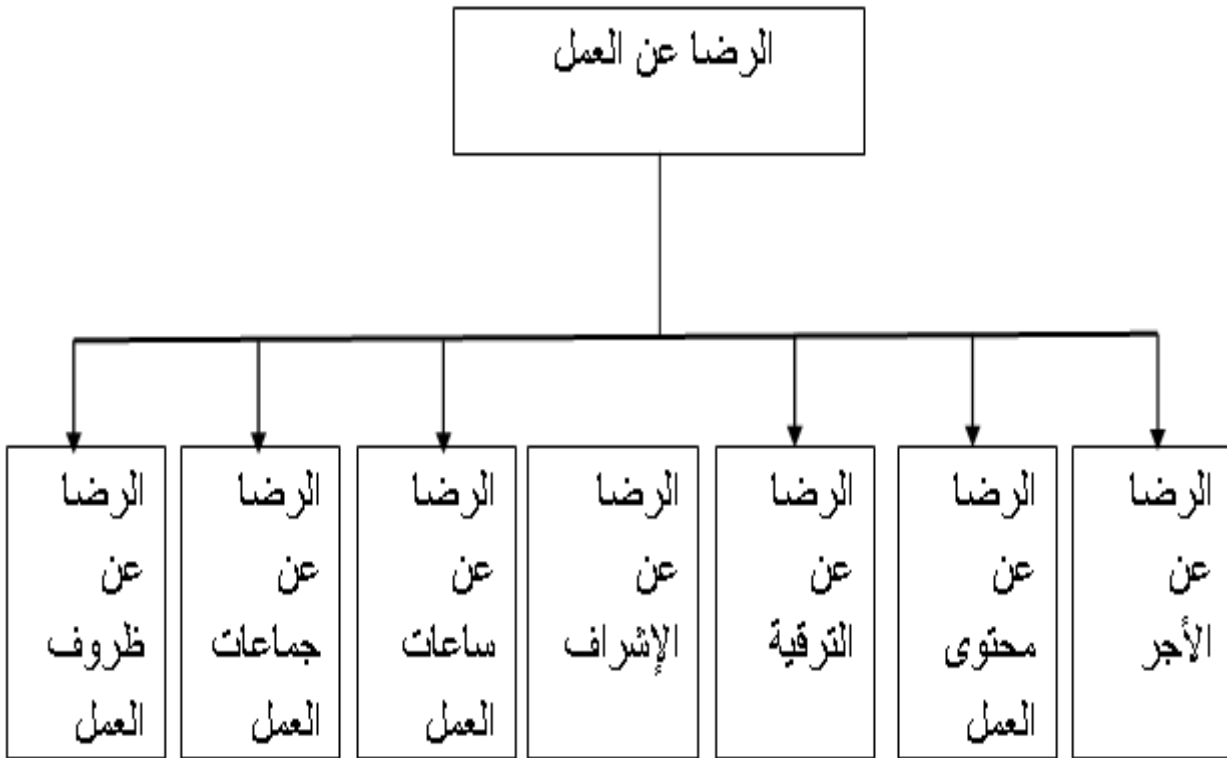 الرضا عن العمل
الرضا
عن
الأجر
الرضا
عن
محتوى
العمل
الرضا
عن
الترقية
الرضا
عن
الإشراف
الرضا
عن
ساعات
العمل
الرضا
عن
جماعات
العمل
الرضا
عن
ظروف
العمل